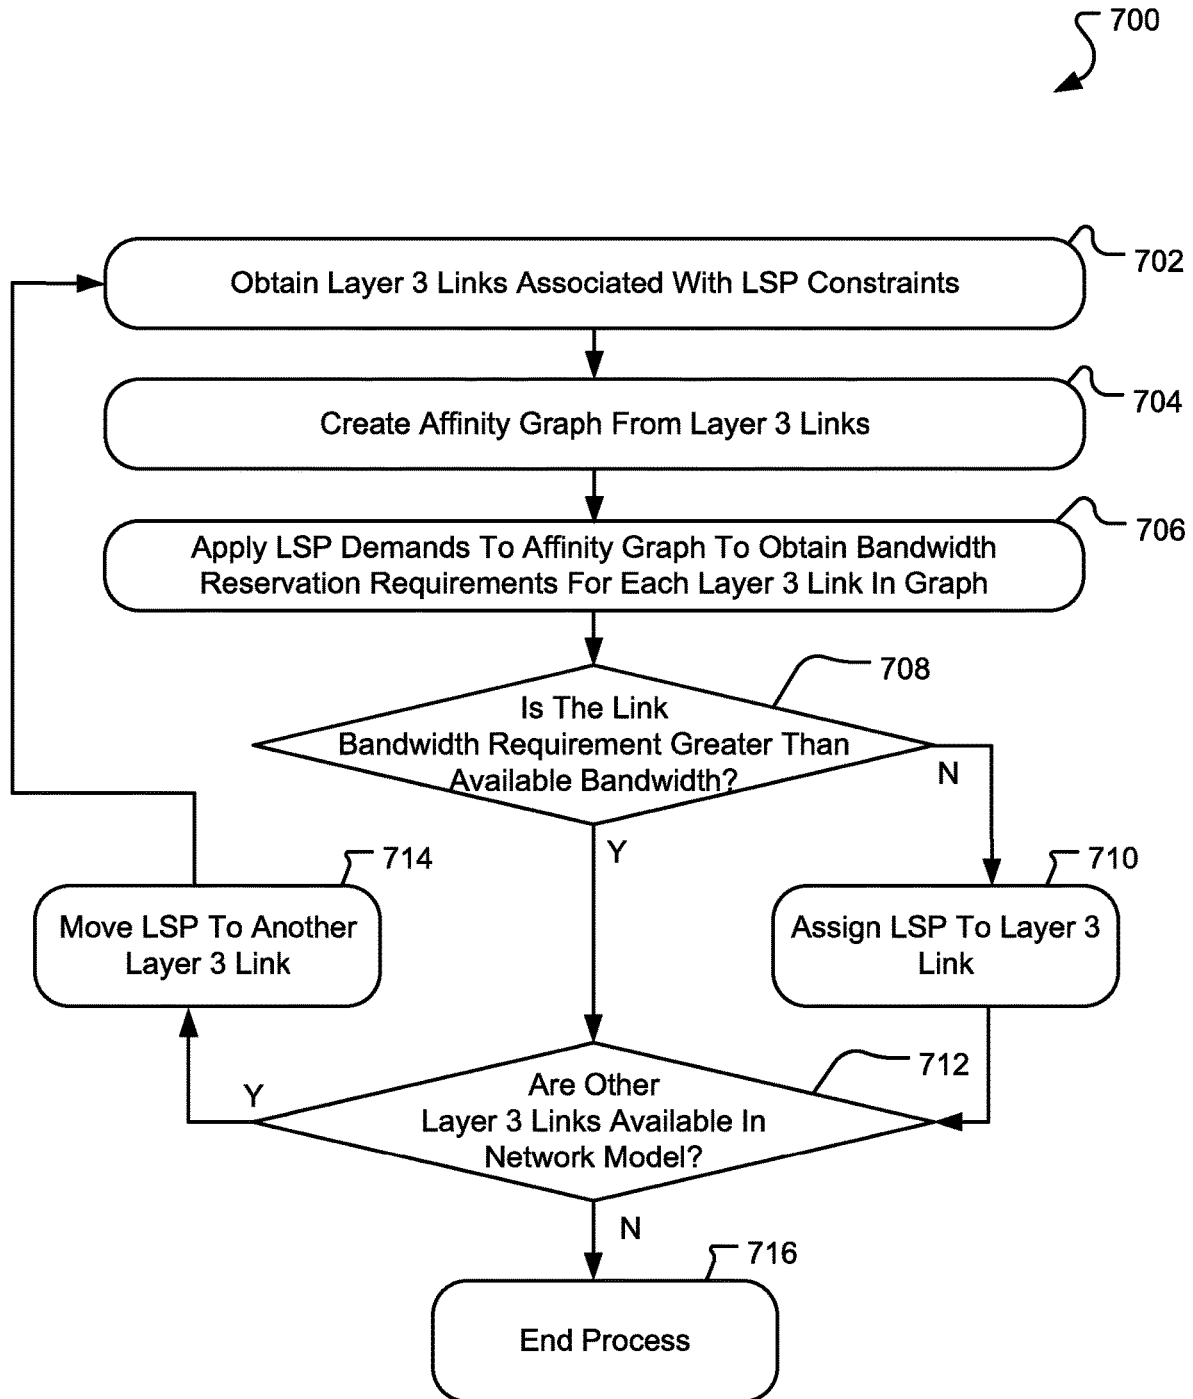 700
Obtain Layer 3 Links Associated With LSP Constraints
702
Create Affinity Graph From Layer 3 Links
704
Apply LSP Demands To Affinity Graph To Obtain Bandwidth
Reservation Requirements For Each Layer 3 Link In Graph
706
Is The Link
Bandwidth Requirement Greater Than
Available Bandwidth?
708
N
Y
714
Move LSP To Another
Layer 3 Link
710
Assign LSP To Layer 3
Link
Are Other
Layer 3 Links Available In
Network Model?
712
Y
N
716
End Process